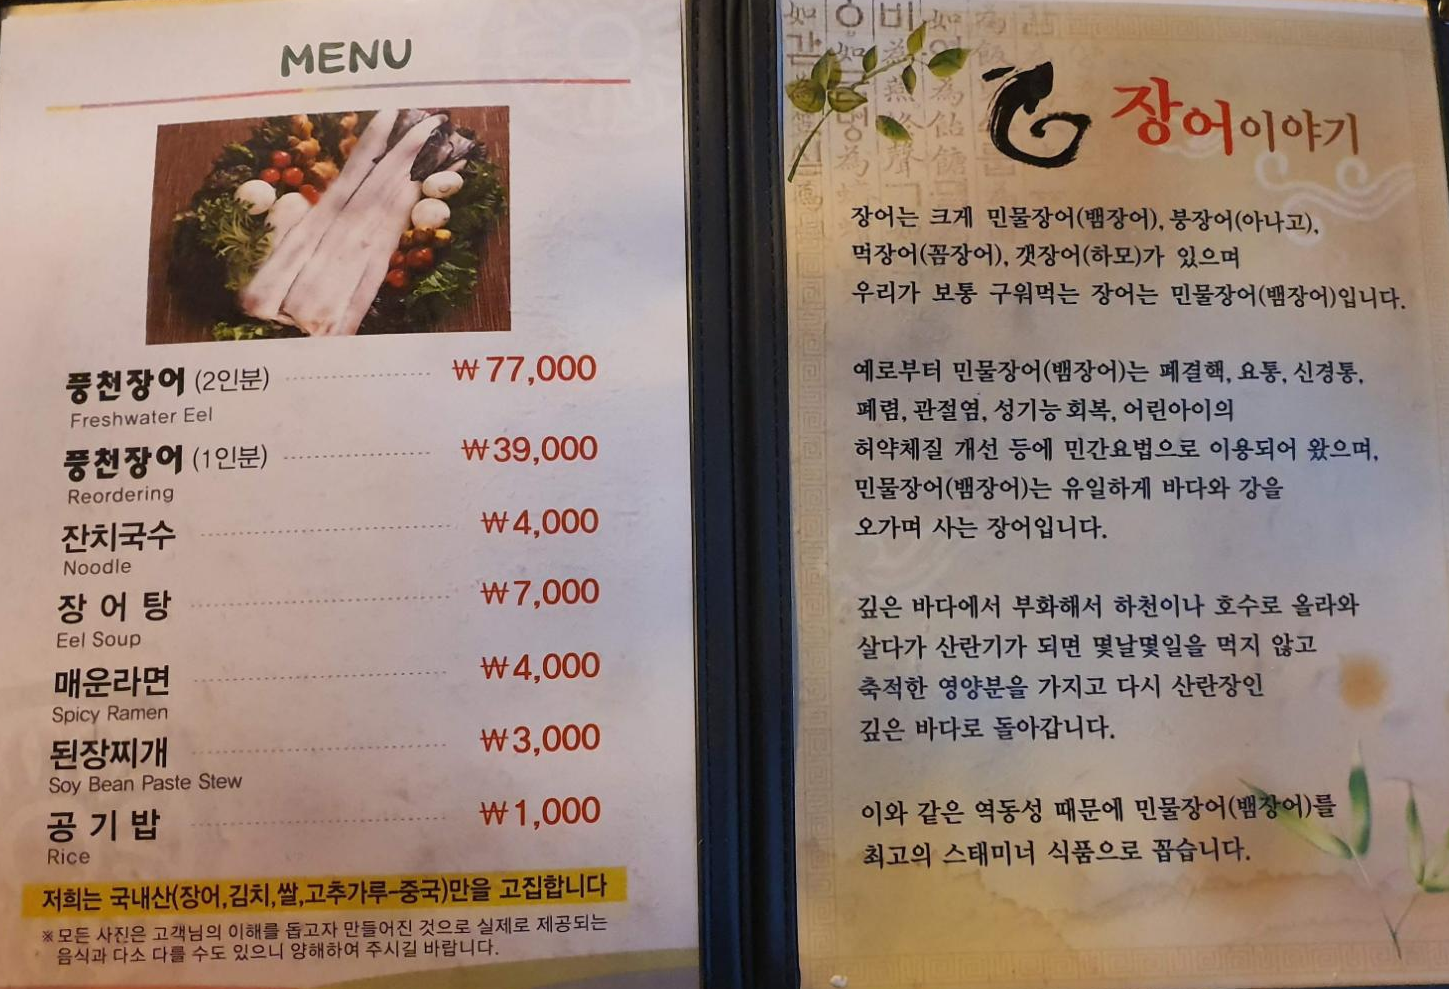 MENU
풍천장어 (2인분) ₩77,000
Freshwater Eel
풍천장어 (1인분) ₩39,000
Reordering
잔치국수 ₩4,000
Noodle
장어탕 ₩7,000
Eel Soup
매운라면 ₩4,000
Spicy Ramen
된장찌개 ₩3,000
Soy Bean Paste Stew
공기밥 ₩1,000
Rice
저희는 국내산(장어,김치,쌀,고추가루-중국)만을 고집합니다
※모든 사진은 고객님의 이해를 돕고자 만들어진 것으로 실제로 제공되는
음식과 다소 다를 수도 있으니 양해하여 주시길 바랍니다.
장어이야기
장어는 크게 민물장어(뱀장어), 붕장어(아나고),
먹장어(꼼장어), 갯장어(하모)가 있으며
우리가 보통 구워먹는 장어는 민물장어(뱀장어)입니다.
예로부터 민물장어(뱀장어)는 폐결핵, 요통, 신경통,
폐렴, 관절염, 성기능 회복, 어린아이의
허약체질 개선 등에 민간요법으로 이용되어 왔으며,
민물장어(뱀장어)는 유일하게 바다와 강을
오가며 사는 장어입니다.
깊은 바다에서 부화해서 하천이나 호수로 올라와
살다가 산란기가 되면 몇날몇일을 먹지 않고
축적한 영양분을 가지고 다시 산란장인
깊은 바다로 돌아갑니다.
이와 같은 역동성 때문에 민물장어(뱀장어)를
최고의 스태미너 식품으로 꼽습니다.